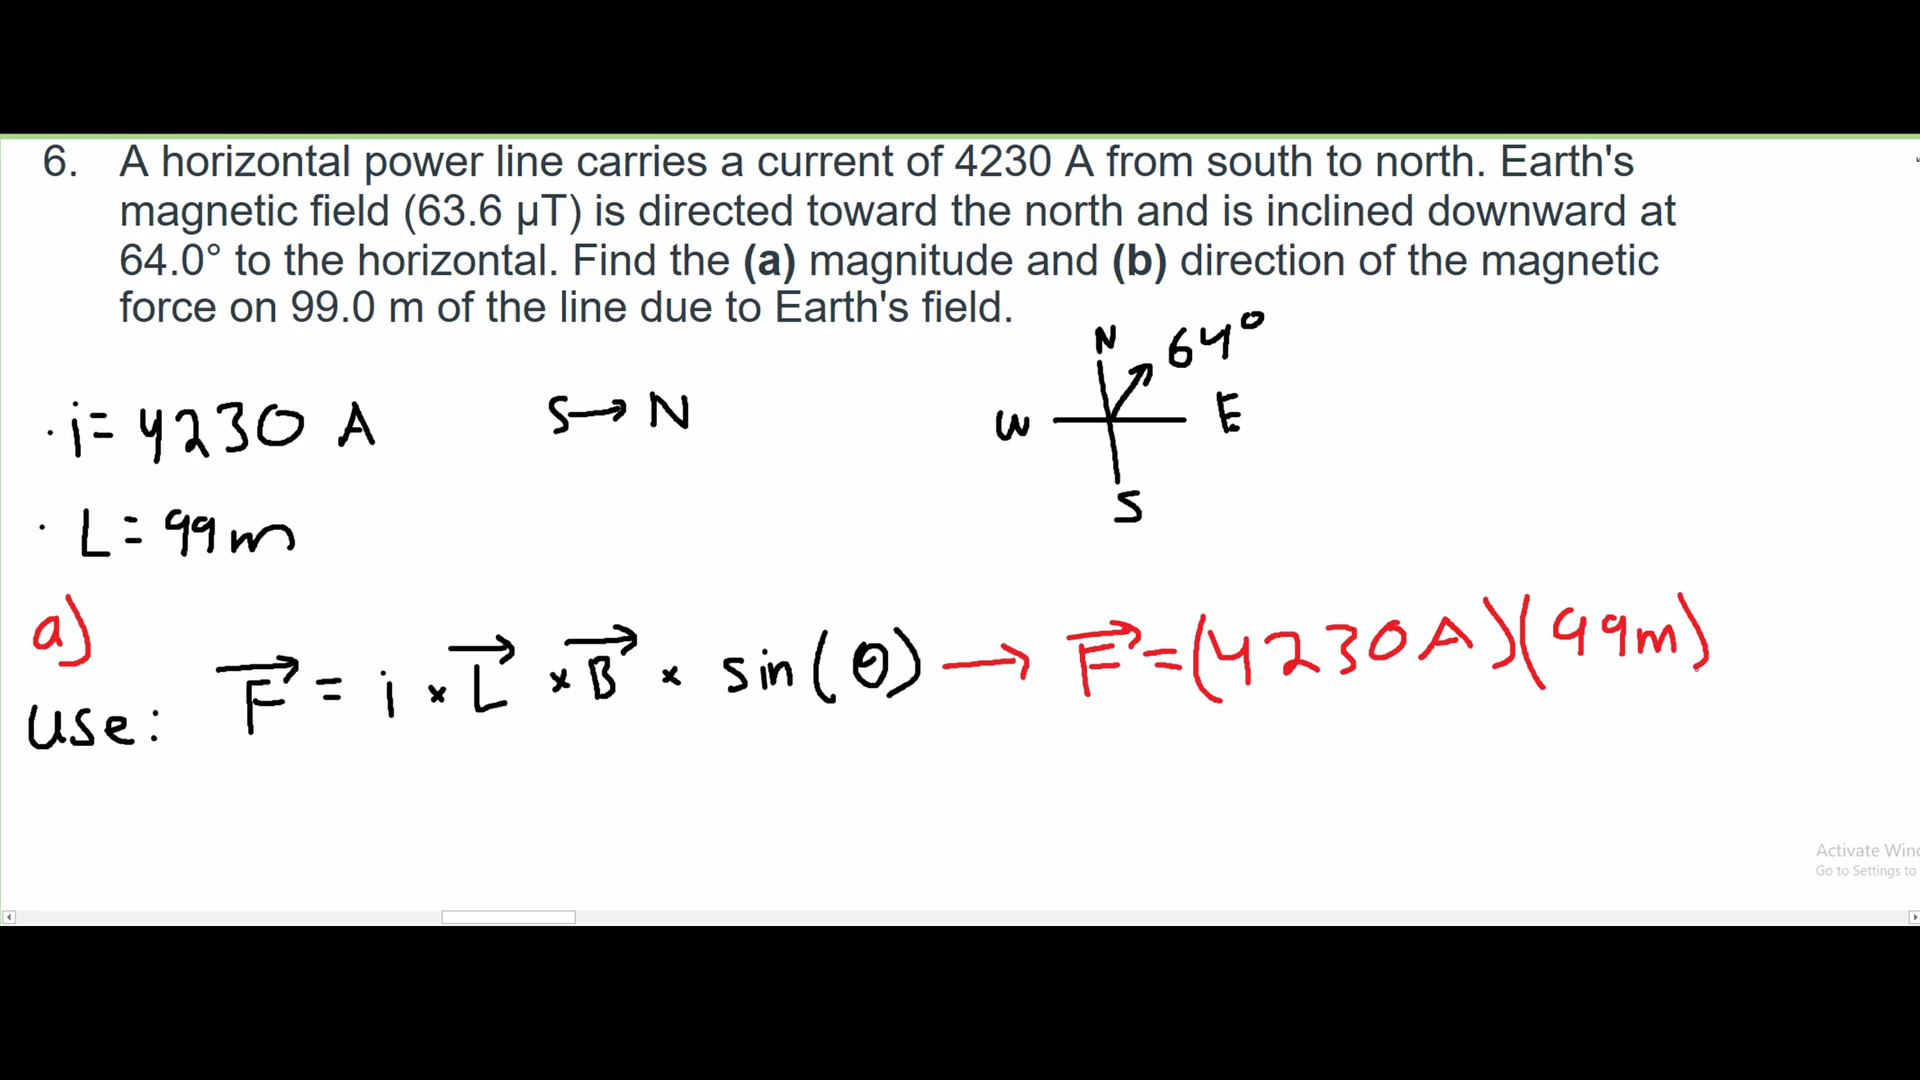 6. A horizontal power line carries a current of 4230 A from south to north. Earth's
magnetic field (63.6 μT) is directed toward the north and is inclined downward at
64.0° to the horizontal. Find the (a) magnitude and (b) direction of the magnetic
force on 99.0 m of the line due to Earth's field.
N 64°
· i= 4230 A S→N W E
S
· L = 99m
a)
Use: F⃗ = i × L⃗ × B⃗ × sin(θ) → F⃗ = (4230A)(99m)
Activate Winc
Go to Settings to